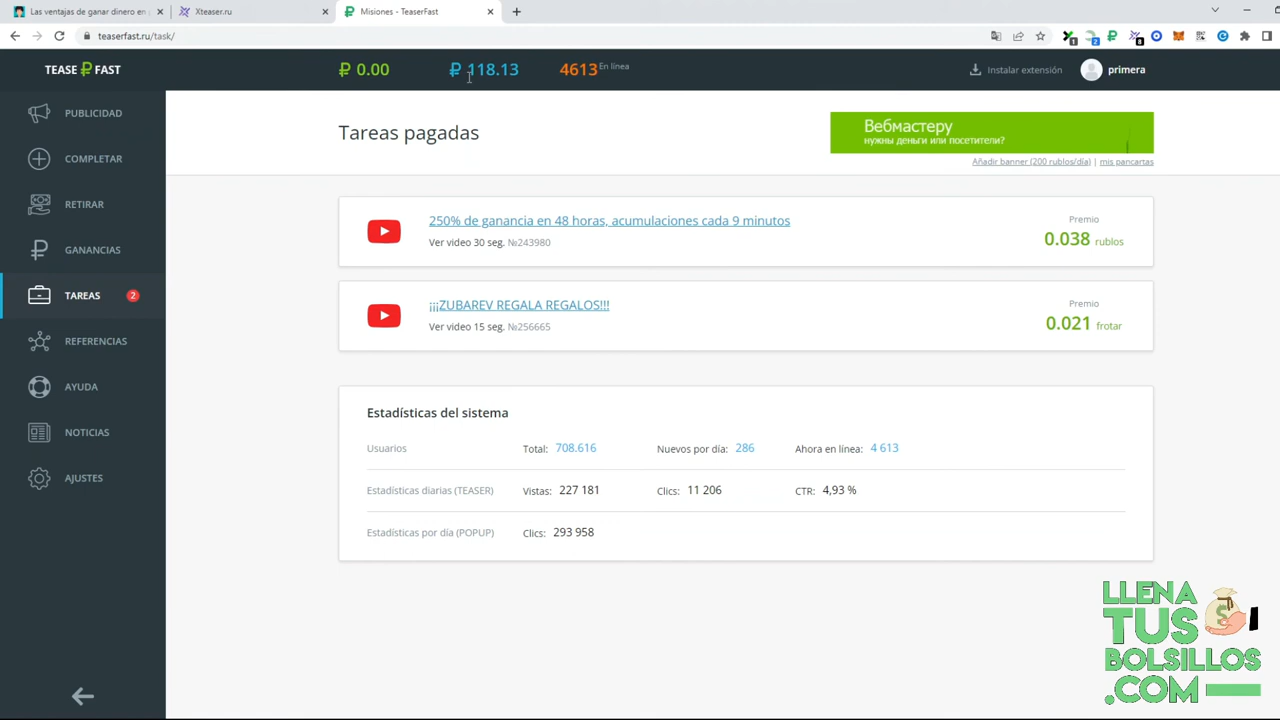 Las ventajas de ganar dinero en
Xteaser.ru
Misiones - TeaserFast
teaserfast.ru/task/
1
2
8
TEASE₽FAST
₽ 0.00
₽ 118.13
4613 En línea
Instalar extensión
primera
PUBLICIDAD
COMPLETAR
RETIRAR
GANANCIAS
TAREAS 2
REFERENCIAS
AYUDA
NOTICIAS
AJUSTES
Tareas pagadas
Вебмастеру
нужны деньги или посетители?
Añadir banner (200 rublos/día) | mis pancartas
250% de ganancia en 48 horas, acumulaciones cada 9 minutos
Ver video 30 seg. №243980
Premio
0.038 rublos
¡¡¡ZUBAREV REGALA REGALOS!!!
Ver video 15 seg. №256665
Premio
0.021 frotar
Estadísticas del sistema
Usuarios Total: 708.616 Nuevos por día: 286 Ahora en línea: 4 613
Estadísticas diarias (TEASER) Vistas: 227 181 Clics: 11 206 CTR: 4,93 %
Estadísticas por día (POPUP) Clics: 293 958
LLENA
TUS
BOLSILLOS
.COM